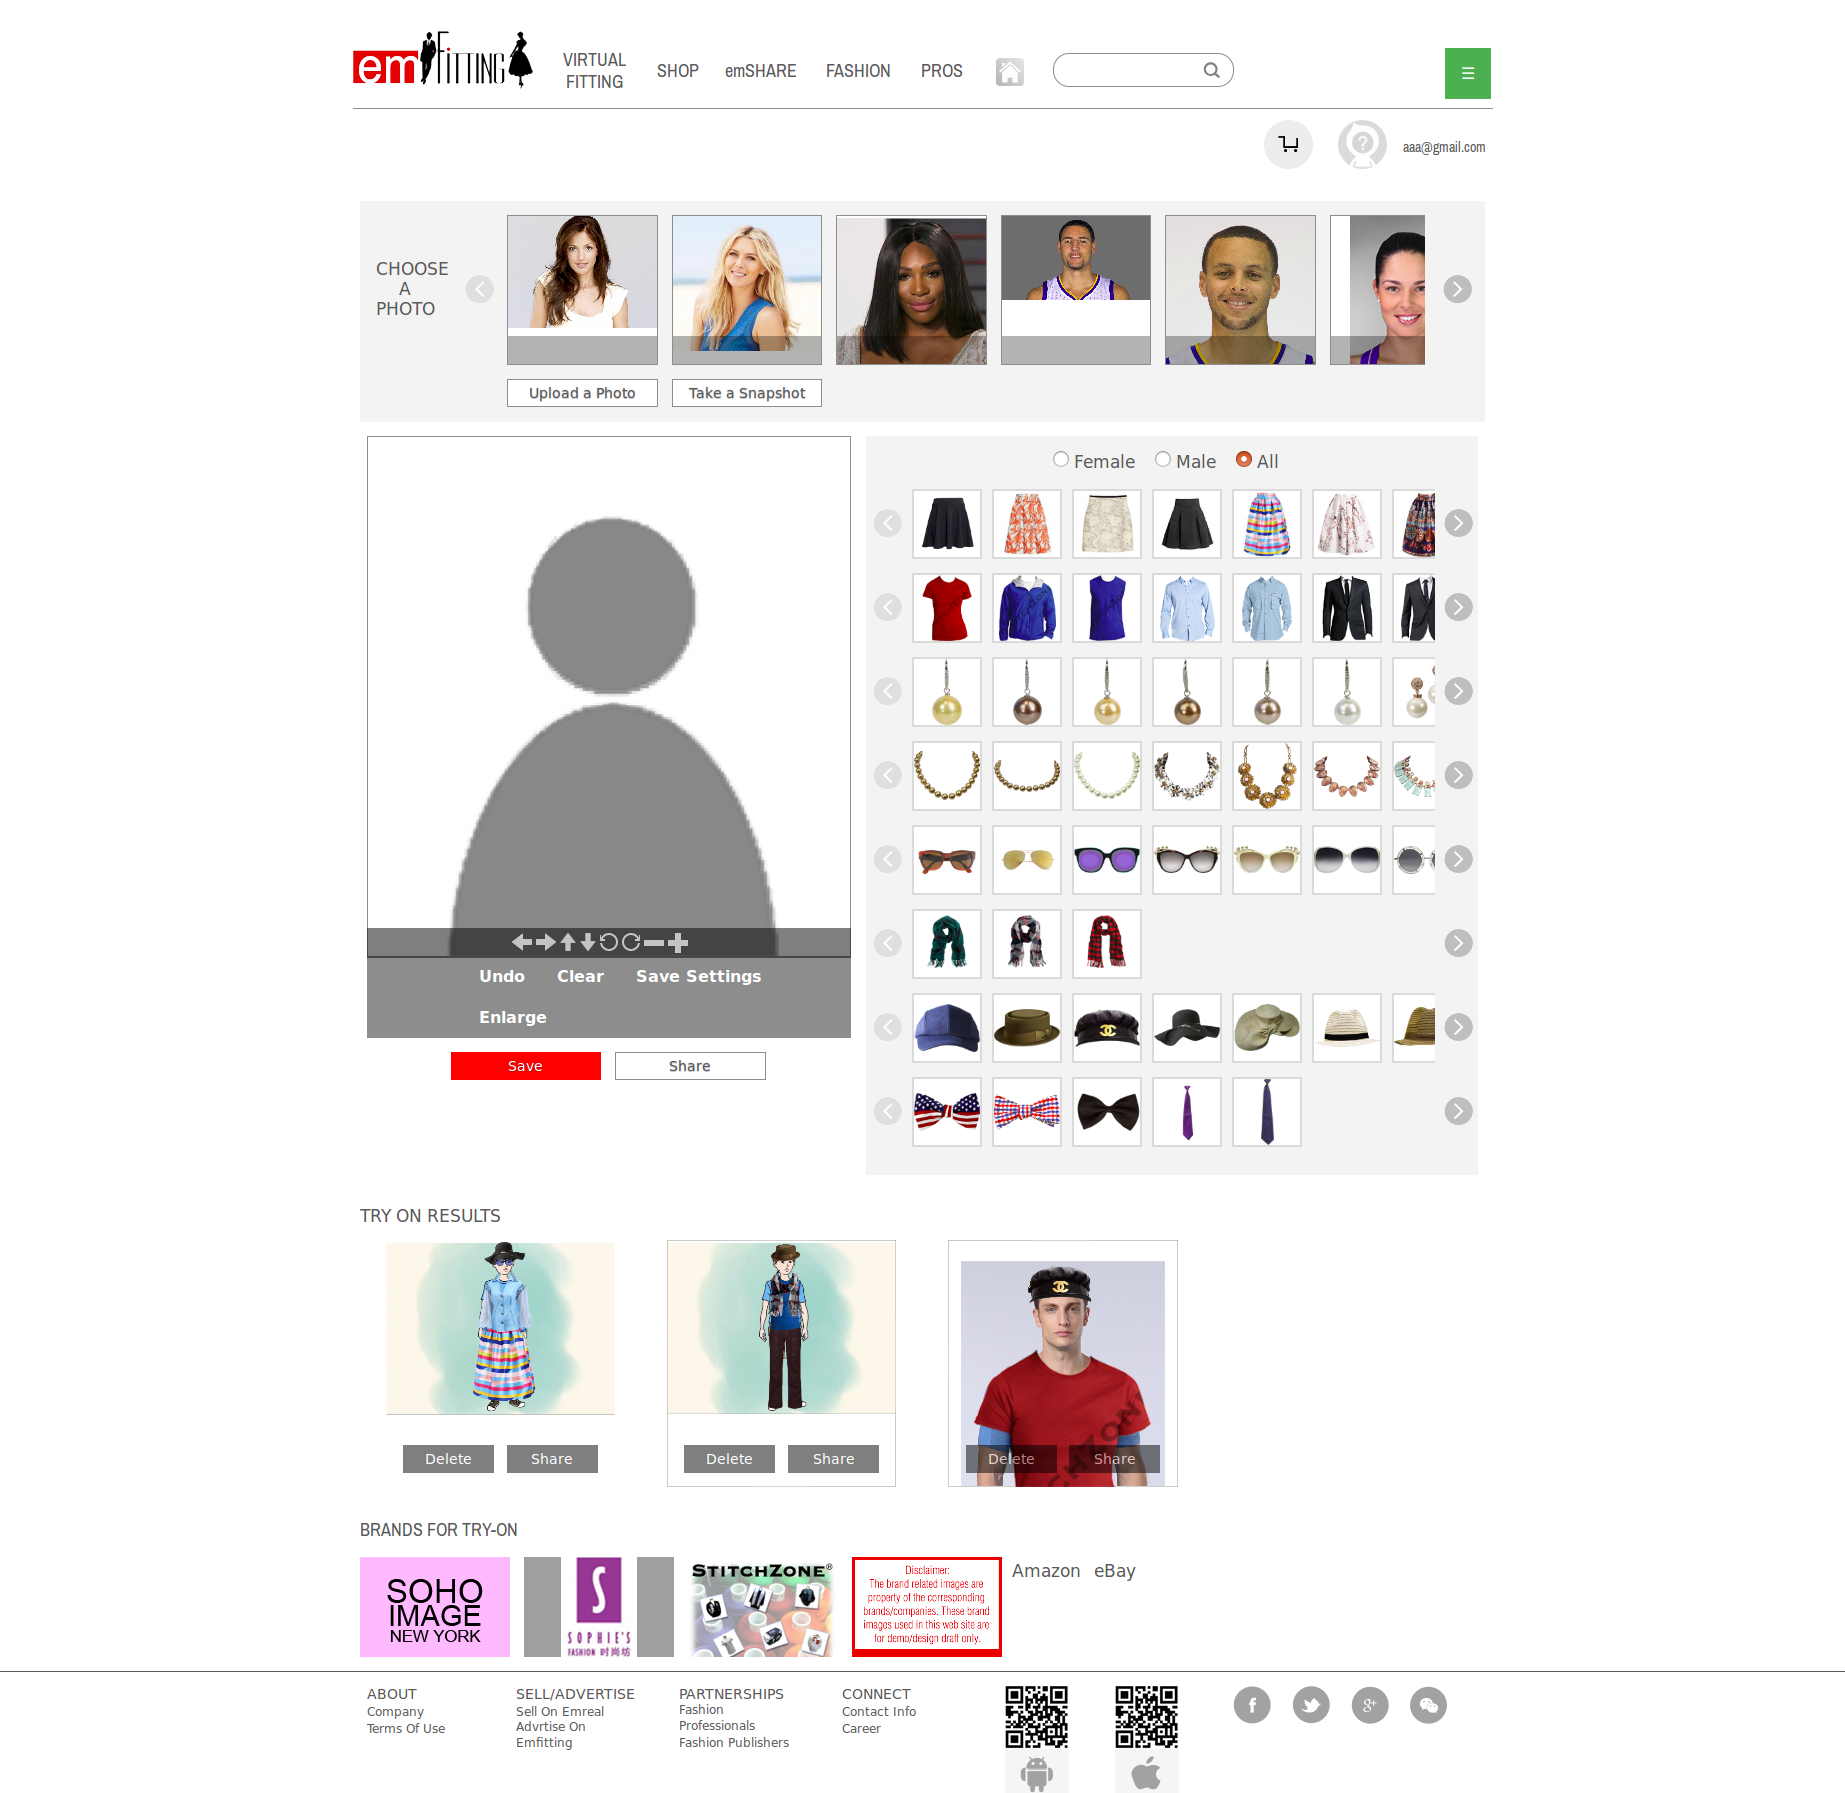 em FITTING
VIRTUAL
FITTING
SHOP
emSHARE
FASHION
PROS
aaa@gmail.com
CHOOSE
A
PHOTO
Upload a Photo
Take a Snapshot
Female
Male
All
Undo
Clear
Save Settings
Enlarge
Save
Share
TRY ON RESULTS
Delete
Share
Delete
Share
Delete
Share
BRANDS FOR TRY-ON
SOHO
IMAGE
NEW YORK
S
SOPHIE'S
FASHION 时尚坊
STITCHZONE®
Disclaimer:
The brand related images are
property of the corresponding
brands/companies. These brand
images used in this web site are
for demo/design draft only.
Amazon
eBay
ABOUT
Company
Terms Of Use
SELL/ADVERTISE
Sell On Emreal
Advrtise On
Emfitting
PARTNERSHIPS
Fashion
Professionals
Fashion Publishers
CONNECT
Contact Info
Career